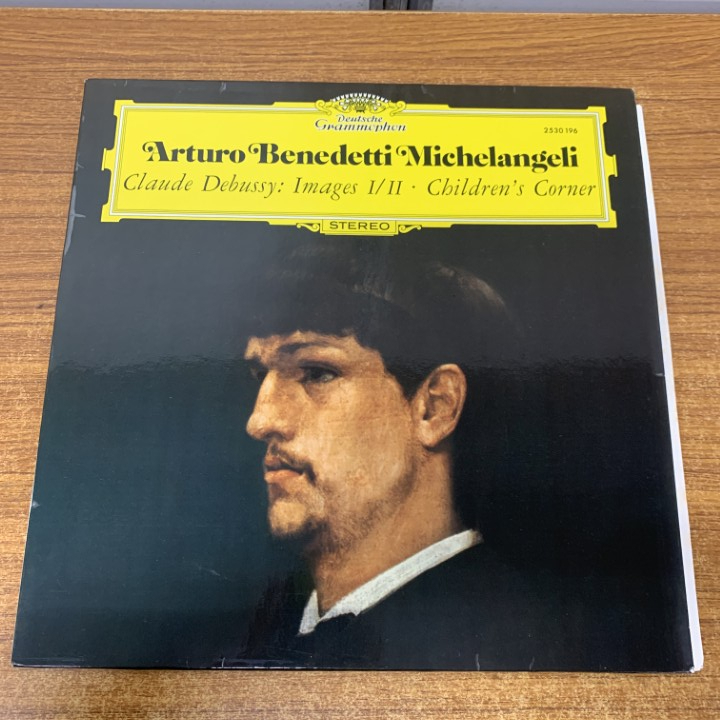 Deutsche
Grammophon
2530 196
Arturo Benedetti Michelangeli
Claude Debussy: Images I/II · Children's Corner
STEREO